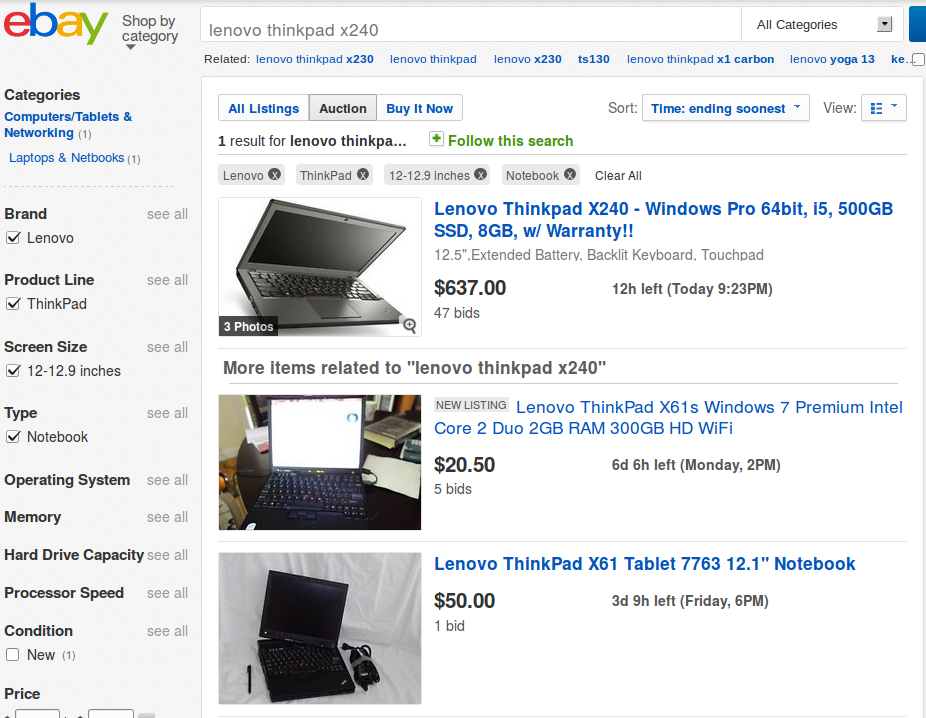 ebay
Shop by
category
lenovo thinkpad x240
All Categories
Related: lenovo thinkpad x230 lenovo thinkpad lenovo x230 ts130 lenovo thinkpad x1 carbon lenovo yoga 13 ke...
Categories
Computers/Tablets &
Networking (1)
Laptops & Netbooks (1)
Brand see all
Lenovo
Product Line see all
ThinkPad
Screen Size see all
12-12.9 inches
Type see all
Notebook
Operating System see all
Memory see all
Hard Drive Capacity see all
Processor Speed see all
Condition see all
New (1)
Price
All Listings Auction Buy It Now
Sort: Time: ending soonest View:
1 result for lenovo thinkpa... Follow this search
Lenovo ThinkPad 12-12.9 inches Notebook Clear All
3 Photos
Lenovo Thinkpad X240 - Windows Pro 64bit, i5, 500GB
SSD, 8GB, w/ Warranty!!
12.5",Extended Battery, Backlit Keyboard, Touchpad
$637.00 12h left (Today 9:23PM)
47 bids
More items related to "lenovo thinkpad x240"
NEW LISTING Lenovo ThinkPad X61s Windows 7 Premium Intel
Core 2 Duo 2GB RAM 300GB HD WiFi
$20.50 6d 6h left (Monday, 2PM)
5 bids
Lenovo ThinkPad X61 Tablet 7763 12.1" Notebook
$50.00 3d 9h left (Friday, 6PM)
1 bid